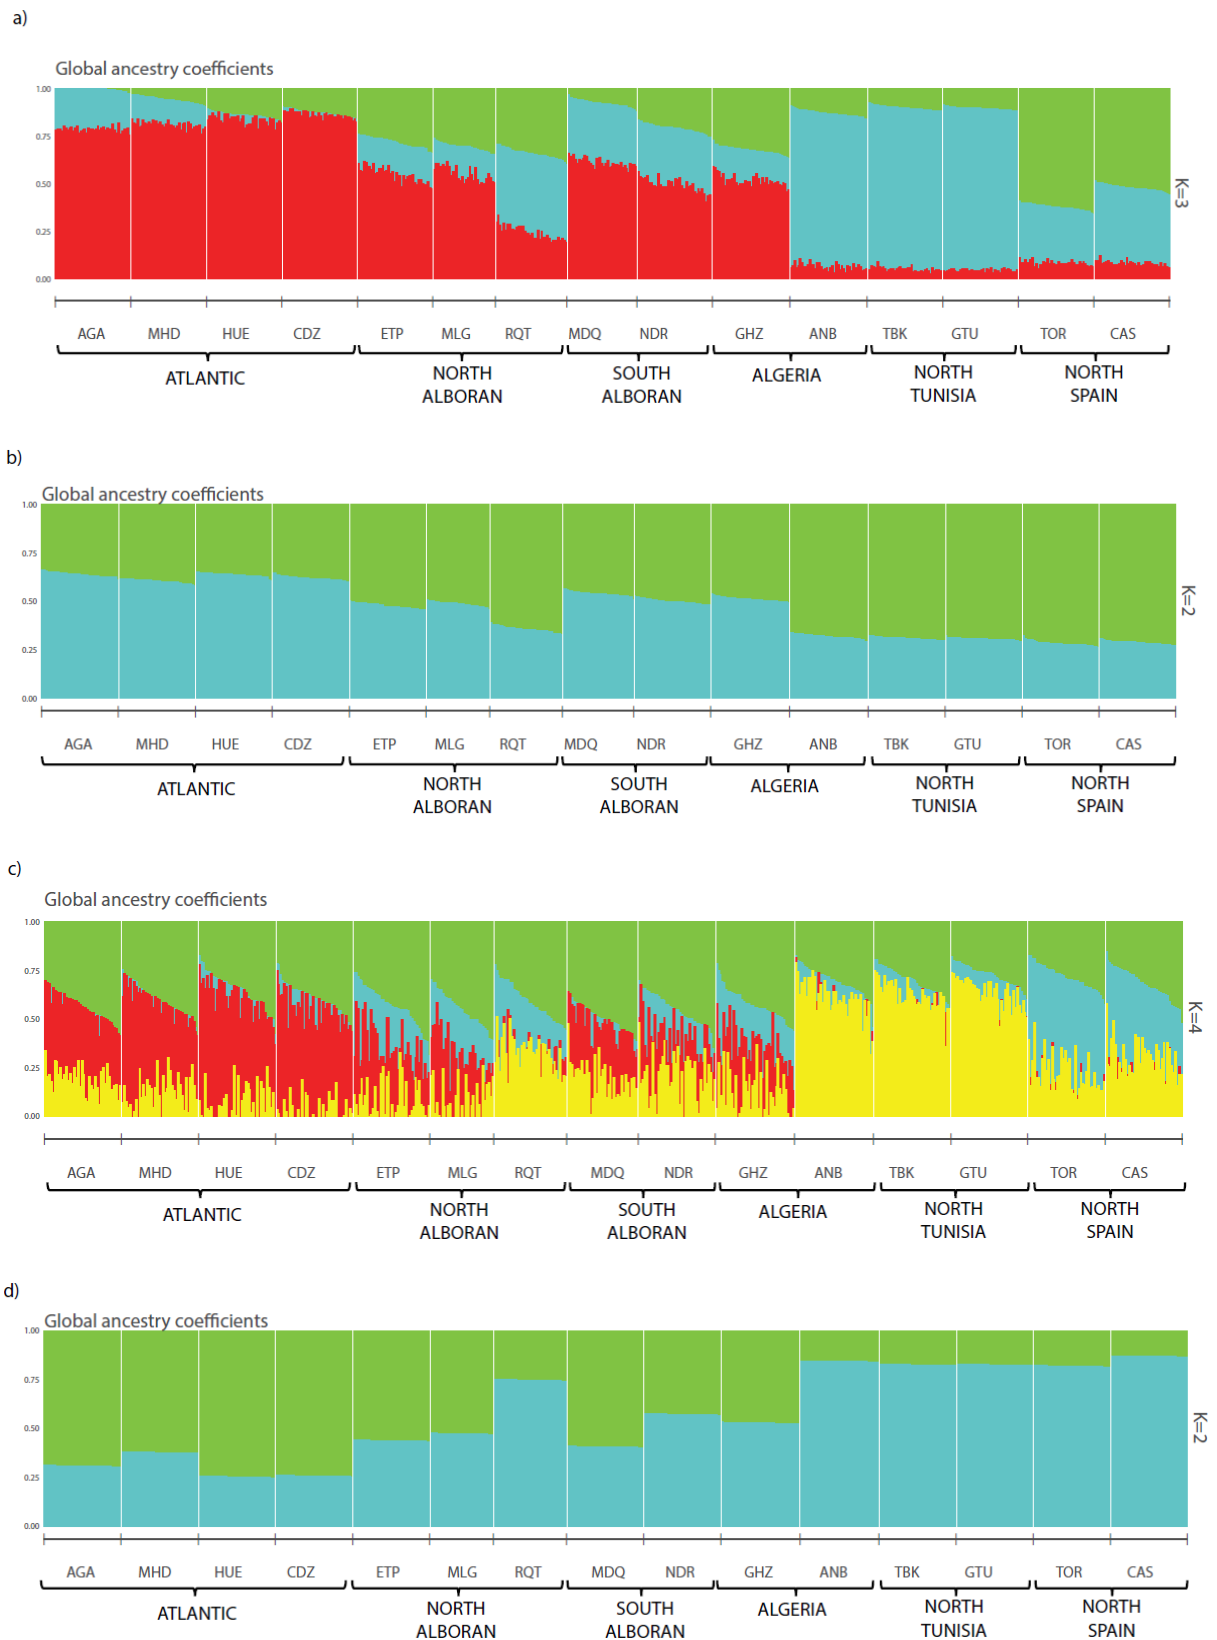 a)
Global ancestry coefficients
1.00
0.75
0.50
0.25
0.00
K=3
AGA MHD HUE CDZ ETP MLG RQT MDQ NDR GHZ ANB TBK GTU TOR CAS
ATLANTIC NORTH SOUTH ALGERIA NORTH NORTH
ALBORAN ALBORAN TUNISIA SPAIN
b)
Global ancestry coefficients
1.00
0.75
0.50
0.25
0.00
K=2
AGA MHD HUE CDZ ETP MLG RQT MDQ NDR GHZ ANB TBK GTU TOR CAS
ATLANTIC NORTH SOUTH ALGERIA NORTH NORTH
ALBORAN ALBORAN TUNISIA SPAIN
c)
Global ancestry coefficients
1.00
0.75
0.50
0.25
0.00
K=4
AGA MHD HUE CDZ ETP MLG RQT MDQ NDR GHZ ANB TBK GTU TOR CAS
ATLANTIC NORTH SOUTH ALGERIA NORTH NORTH
ALBORAN ALBORAN TUNISIA SPAIN
d)
Global ancestry coefficients
1.00
0.75
0.50
0.25
0.00
K=2
AGA MHD HUE CDZ ETP MLG RQT MDQ NDR GHZ ANB TBK GTU TOR CAS
ATLANTIC NORTH SOUTH ALGERIA NORTH NORTH
ALBORAN ALBORAN TUNISIA SPAIN